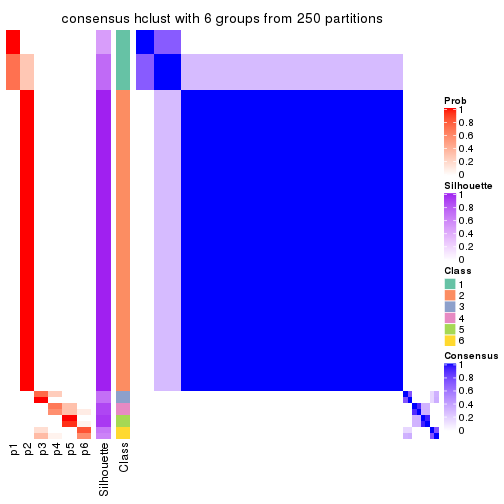 consensus hclust with 6 groups from 250 partitions
Prob
1
0.8
0.6
0.4
0.2
0
Silhouette
1
0.8
0.6
0.4
0.2
0
Class
1
2
3
4
5
6
Consensus
1
0.8
0.6
0.4
0.2
0
p1
p2
p3
p4
p5
p6
Silhouette
Class